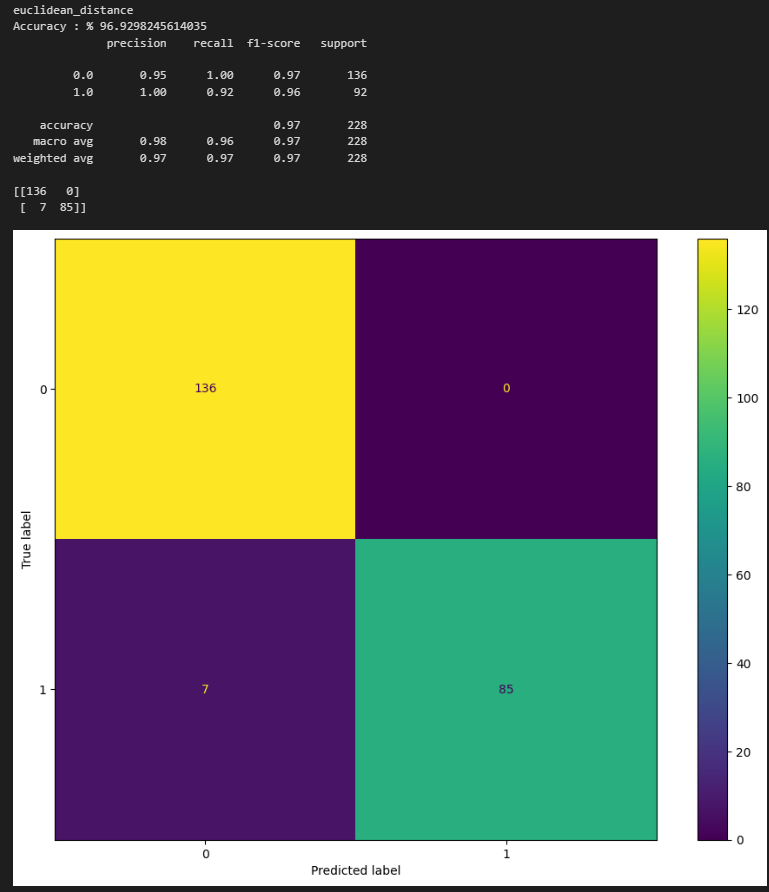 euclidean_distance
Accuracy : % 96.9298245614035
precision recall f1-score support
0.0 0.95 1.00 0.97 136
1.0 1.00 0.92 0.96 92
accuracy 0.97 228
macro avg 0.98 0.96 0.97 228
weighted avg 0.97 0.97 0.97 228
[[136 0]
[ 7 85]]
120
0 136 0
100
80
True label
60
40
1 7 85
20
0
0 1
Predicted label